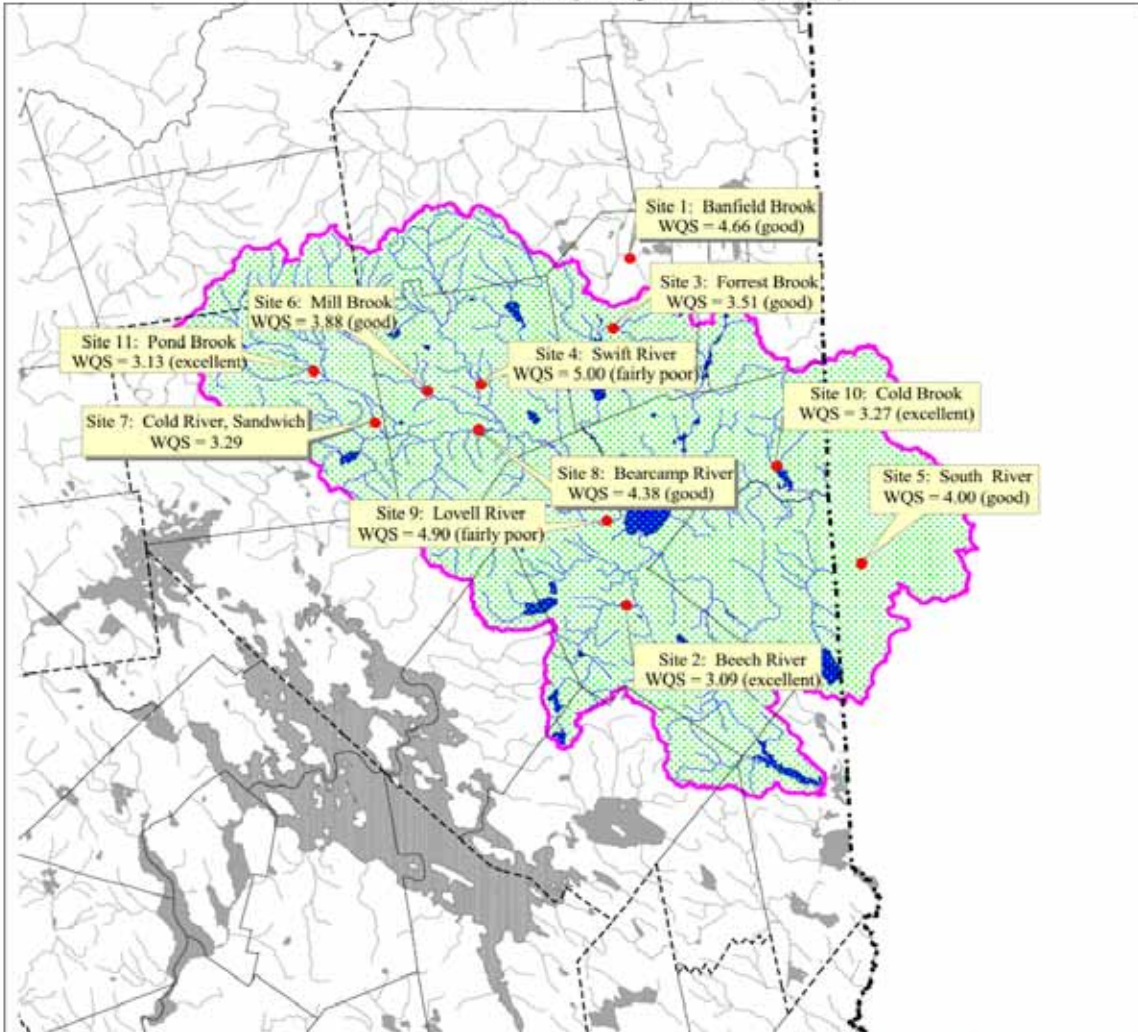 Site 1: Banfield Brook
WQS = 4.66 (good)
Site 3: Forrest Brook
WQS = 3.51 (good)
Site 6: Mill Brook
WQS = 3.88 (good)
Site 11: Pond Brook
WQS = 3.13 (excellent)
Site 4: Swift River
WQS = 5.00 (fairly poor)
Site 10: Cold Brook
WQS = 3.27 (excellent)
Site 7: Cold River, Sandwich
WQS = 3.29
Site 8: Bearcamp River
WQS = 4.38 (good)
Site 5: South River
WQS = 4.00 (good)
Site 9: Lovell River
WQS = 4.90 (fairly poor)
Site 2: Beech River
WQS = 3.09 (excellent)